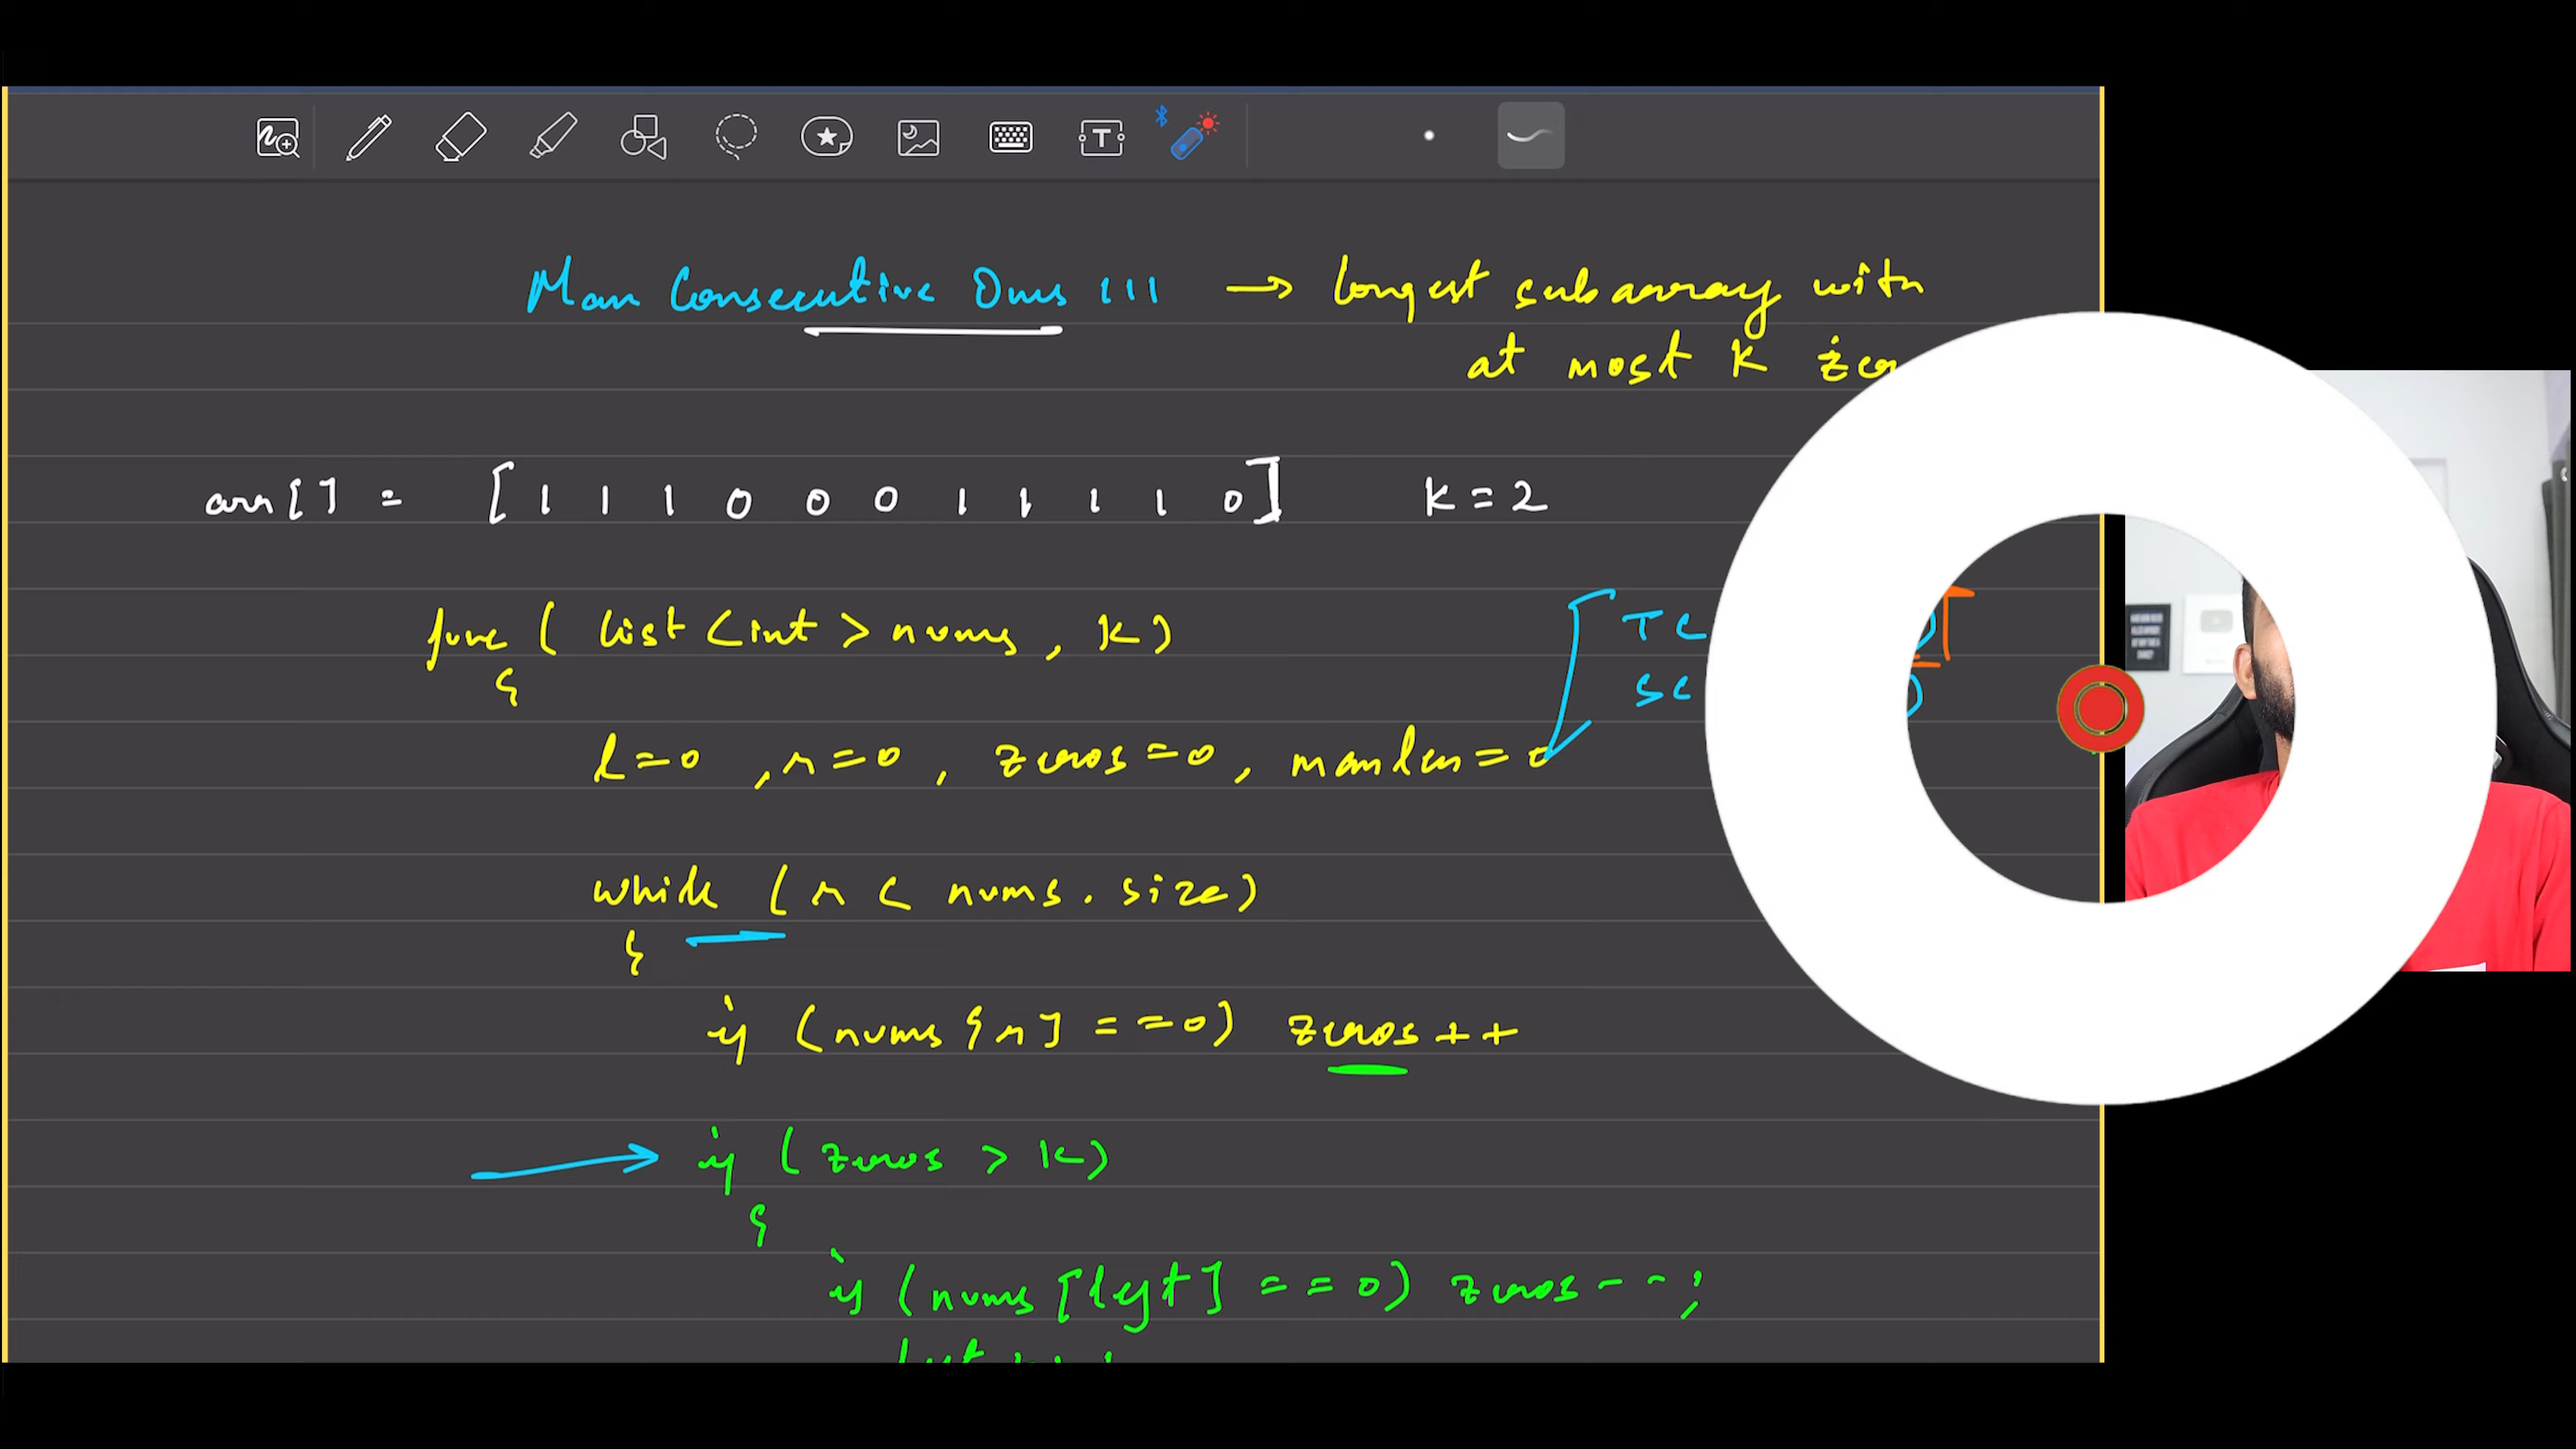 Max Consecutive Ones III → Longest subarray with
at most K
arr[] = [1 1 1 0 0 0 1 1 1 1 0] K=2
func ( list<int> nums, K)
{
TC
SC
l=0, r=0, zeros=0, maxlen=0
while (r < nums.size)
{
if (nums[r] ==0) zeros++
if (zeros > K)
{
if (nums[left] ==0) zeros--;